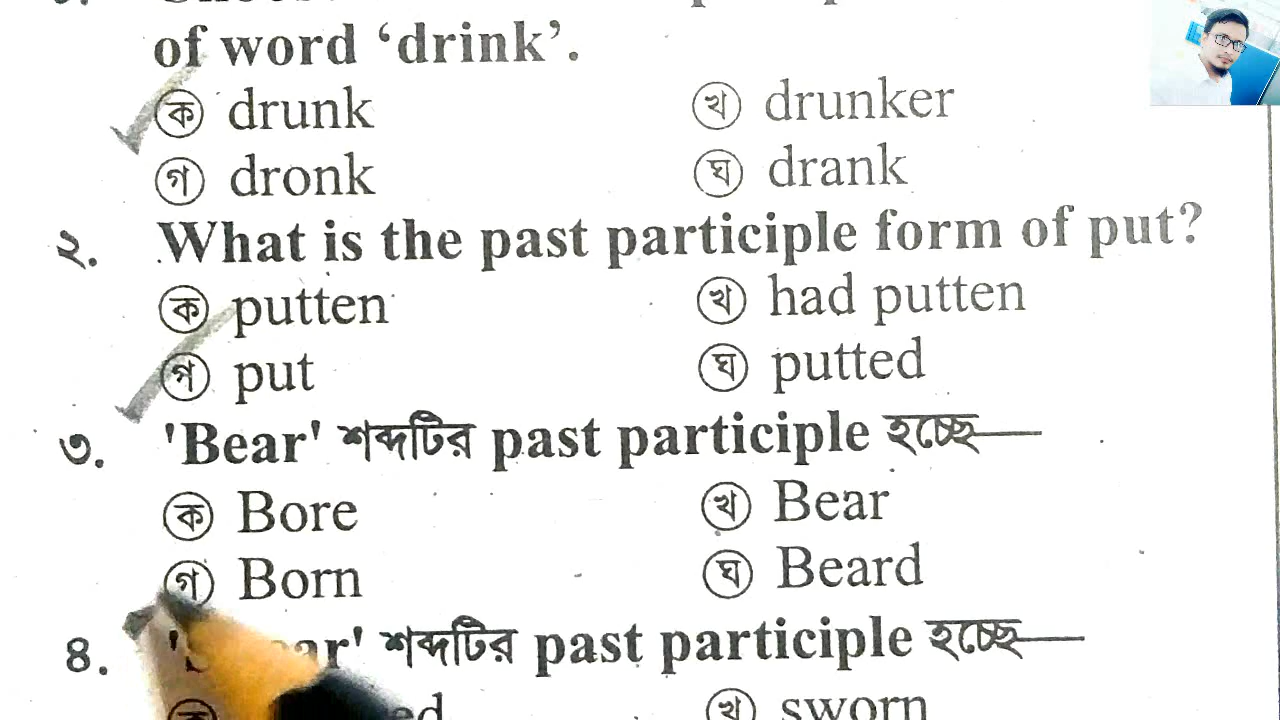 of word ‘drink’.
ক drunk
খ drunker
গ dronk
ঘ drank
২. What is the past participle form of put?
ক putten
খ had putten
গ put
ঘ putted
৩. 'Bear' শব্দটির past participle হচ্ছে—
ক Bore
খ Bear
গ Born
ঘ Beard
৪. শব্দটির past participle হচ্ছে—
খ sworn